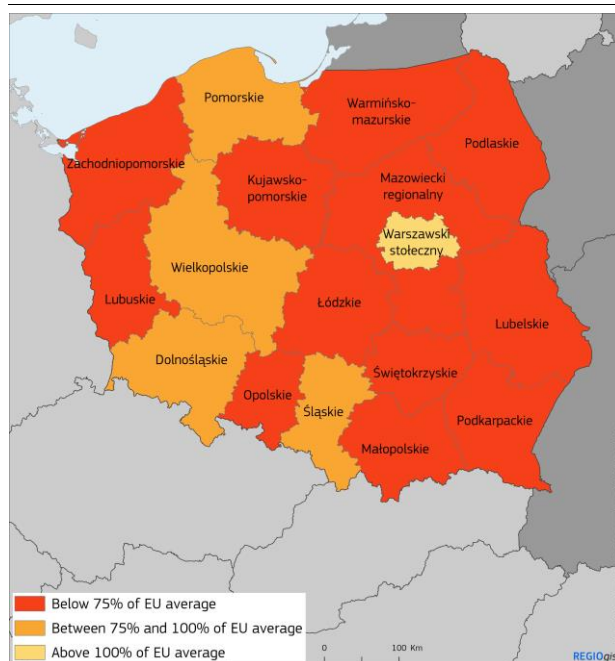 Pomorskie
Warmińsko-
mazurskie
Podlaskie
Zachodniopomorskie
Kujawsko-
pomorskie
Mazowiecki
regionalny
Warszawski
stołeczny
Wielkopolskie
Lubuskie
Łódzkie
Lubelskie
Dolnośląskie
Opolskie
Śląskie
Świętokrzyskie
Małopolskie
Podkarpackie
Below 75% of EU average
Between 75% and 100% of EU average
Above 100% of EU average
0 100 Km
REGIOgis